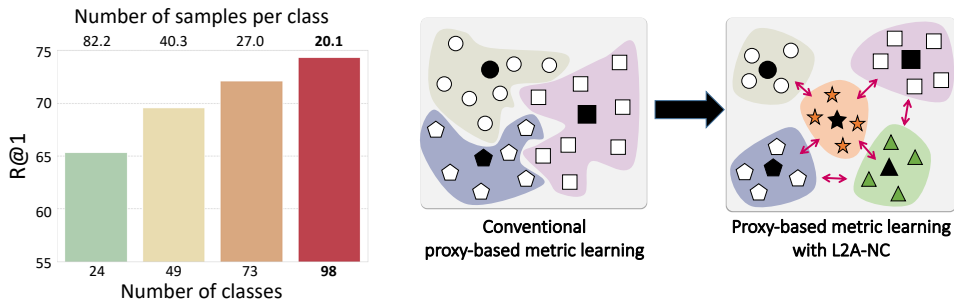 Number of samples per class
82.2 40.3 27.0 20.1
75
70
65
60
55
R@1
24 49 73 98
Number of classes
Conventional
proxy-based metric learning
Proxy-based metric learning
with L2A-NC